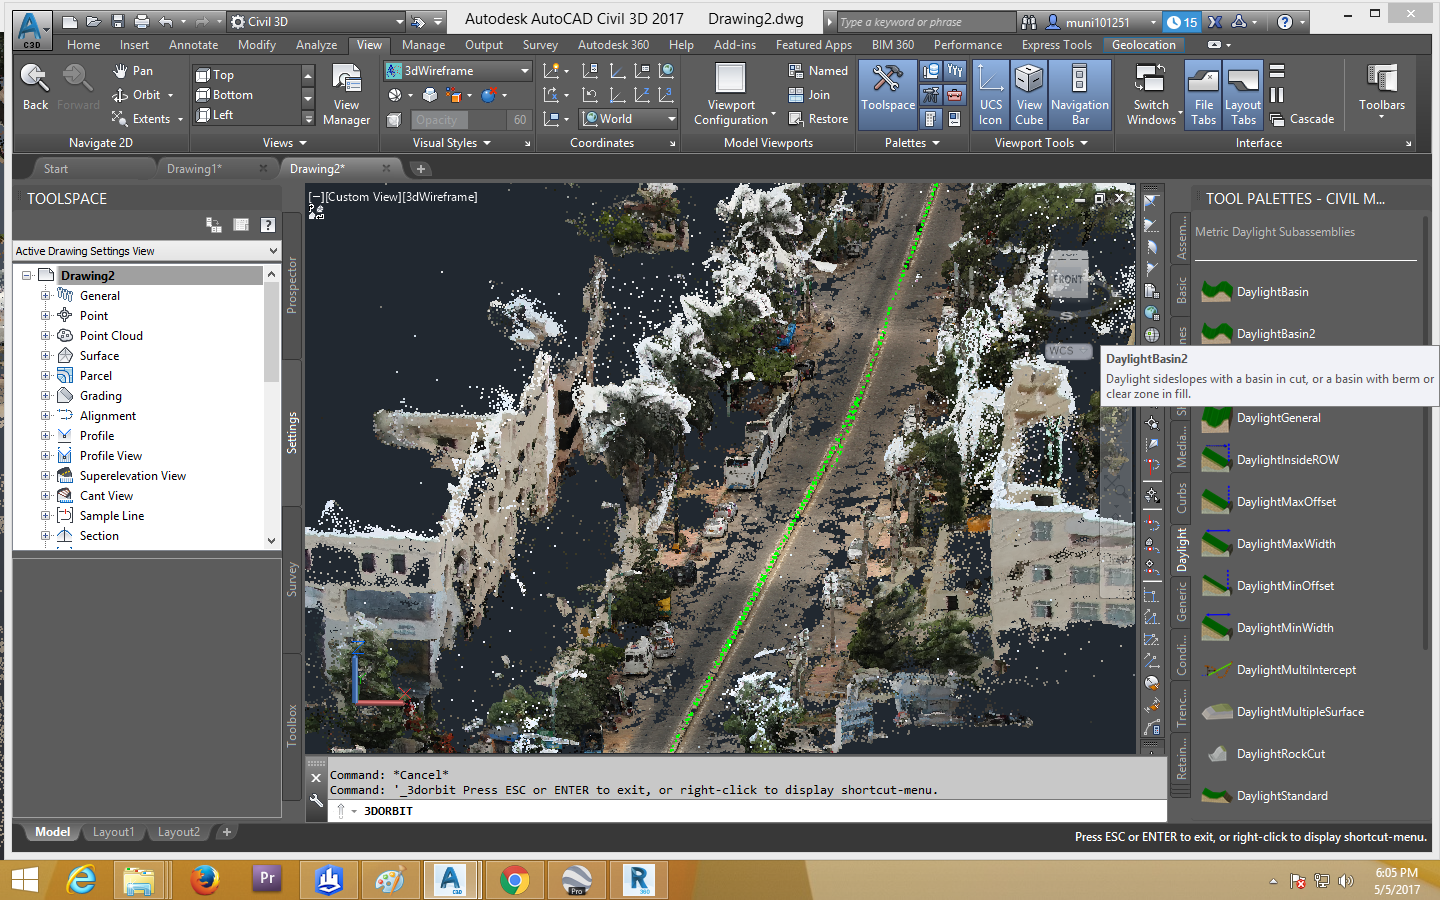 Civil 3D
Autodesk AutoCAD Civil 3D 2017 Drawing2.dwg
Type a keyword or phrase
muni101251
15
A
C3D
Home Insert Annotate Modify Analyze View Manage Output Survey Autodesk 360 Help Add-ins Featured Apps BIM 360 Performance Express Tools Geolocation
Back
Forward
Pan
Orbit
Extents
Navigate 2D
Top
Bottom
Left
View
Manager
Views
3dWireframe
Opacity 60
Visual Styles
World
Coordinates
Viewport
Configuration
Named
Join
Restore
Model Viewports
Toolspace
Palettes
UCS
Icon
View
Cube
Navigation
Bar
Viewport Tools
Switch
Windows
File
Tabs
Layout
Tabs
Cascade
Interface
Toolbars
Start Drawing1* Drawing2*
TOOLSPACE
Active Drawing Settings View
Drawing2
General
Point
Point Cloud
Surface
Parcel
Grading
Alignment
Profile
Profile View
Superelevation View
Cant View
Sample Line
Section
Prospector
Settings
Survey
Toolbox
[−][Custom View][3dWireframe]
FRONT
S
WCS
TOOL PALETTES - CIVIL M...
Metric Daylight Subassemblies
DaylightBasin
DaylightBasin2
DaylightBasin2
Daylight sideslopes with a basin in cut, or a basin with berm or
clear zone in fill.
DaylightGeneral
DaylightInsideROW
DaylightMaxOffset
DaylightMaxWidth
DaylightMinOffset
DaylightMinWidth
DaylightMultiIntercept
DaylightMultipleSurface
DaylightRockCut
DaylightStandard
Assem...
Basic
Media...
Curbs
Daylight
Generic
Condi...
Trenc...
Retain...
Command: *Cancel*
Command: '_3dorbit Press ESC or ENTER to exit, or right-click to display shortcut-menu.
3DORBIT
Model Layout1 Layout2
Press ESC or ENTER to exit, or right-click to display shortcut-menu.
Pr
A
C3D
Pro
R
360
6:05 PM
5/5/2017